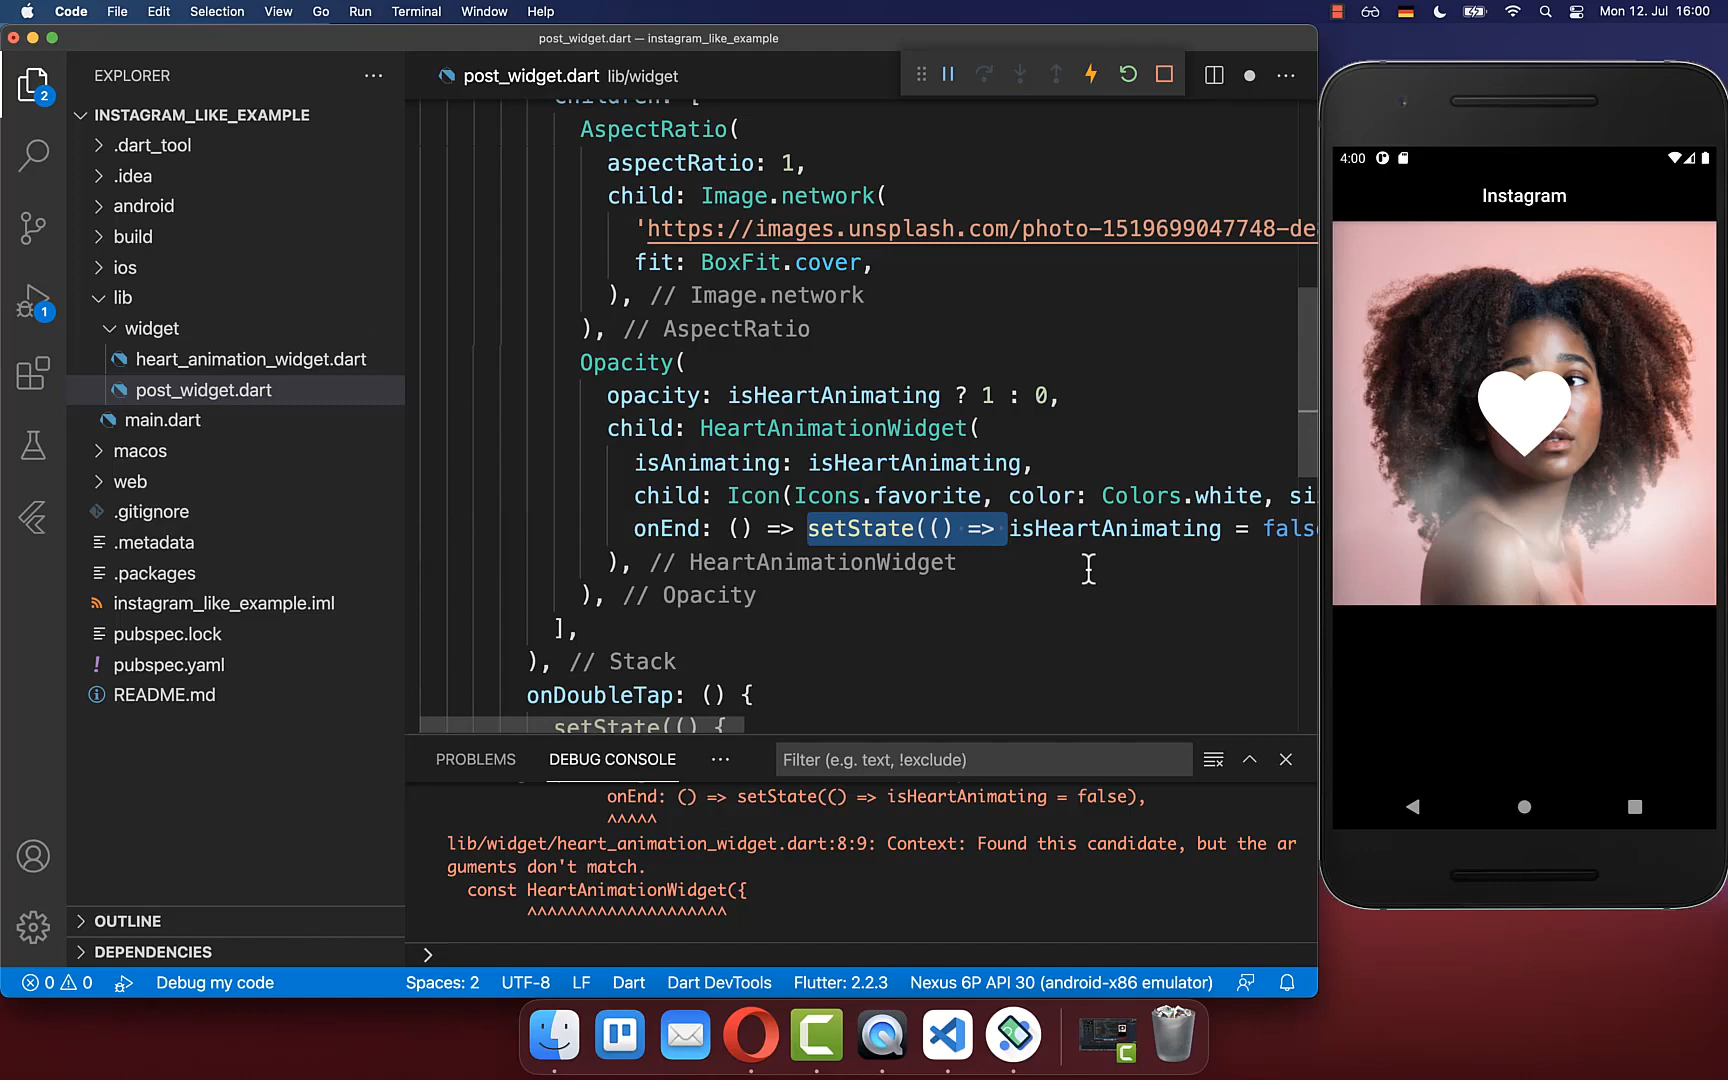 Code File Edit Selection View Go Run Terminal Window Help
Mon 12. Jul 16:00
post_widget.dart — instagram_like_example
EXPLORER
2
INSTAGRAM_LIKE_EXAMPLE
.dart_tool
.idea
android
build
ios
1
lib
widget
heart_animation_widget.dart
post_widget.dart
main.dart
macos
web
.gitignore
.metadata
.packages
instagram_like_example.iml
pubspec.lock
pubspec.yaml
README.md
OUTLINE
DEPENDENCIES
post_widget.dart lib/widget
children: [
AspectRatio(
aspectRatio: 1,
child: Image.network(
'https://images.unsplash.com/photo-1519699047748-de
fit: BoxFit.cover,
), // Image.network
), // AspectRatio
Opacity(
opacity: isHeartAnimating ? 1 : 0,
child: HeartAnimationWidget(
isAnimating: isHeartAnimating,
child: Icon(Icons.favorite, color: Colors.white, si
onEnd: () => setState(() => isHeartAnimating = false
), // HeartAnimationWidget
), // Opacity
],
), // Stack
onDoubleTap: () {
setState(() {
PROBLEMS DEBUG CONSOLE
Filter (e.g. text, !exclude)
onEnd: () => setState(() => isHeartAnimating = false),
^^^^^
lib/widget/heart_animation_widget.dart:8:9: Context: Found this candidate, but the ar
guments don't match.
const HeartAnimationWidget({
^^^^^^^^^^^^^^^^^^^^
>
0 0 Debug my code Spaces: 2 UTF-8 LF Dart Dart DevTools Flutter: 2.2.3 Nexus 6P API 30 (android-x86 emulator)
4:00
Instagram